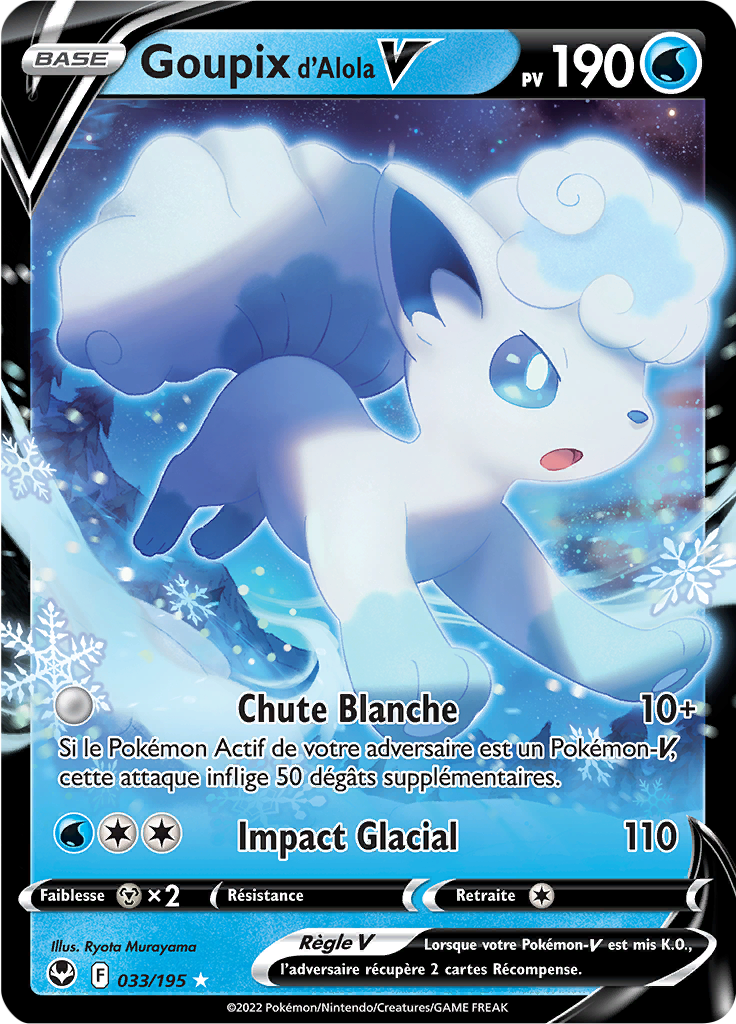 BASE
Goupix d'Alola V
PV 190
Chute Blanche 10+
Si le Pokémon Actif de votre adversaire est un Pokémon-V,
cette attaque inflige 50 dégâts supplémentaires.
Impact Glacial 110
Faiblesse ×2 Résistance Retraite
Illus. Ryota Murayama
Règle V Lorsque votre Pokémon-V est mis K.O.,
l'adversaire récupère 2 cartes Récompense.
F 033/195 ★
©2022 Pokémon/Nintendo/Creatures/GAME FREAK